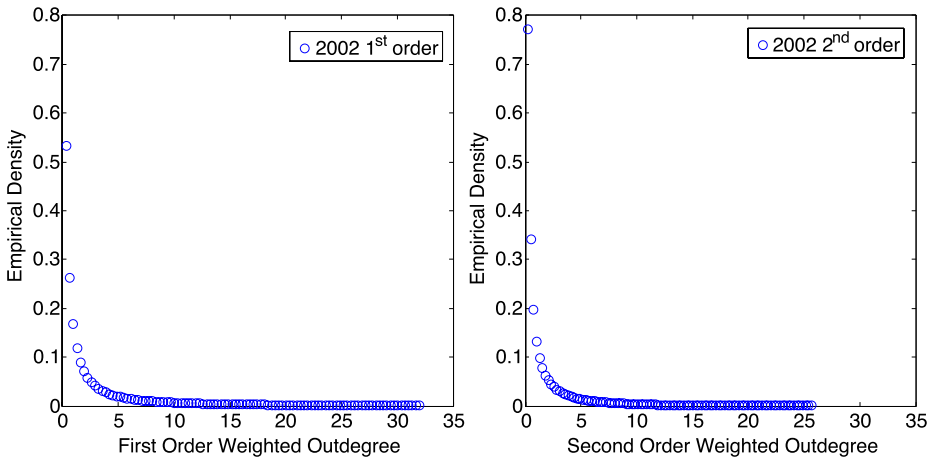 0.8
0.7
0.6
0.5
0.4
0.3
0.2
0.1
0
Empirical Density
2002 1st order
0 5 10 15 20 25 30 35
First Order Weighted Outdegree
0.8
0.7
0.6
0.5
0.4
0.3
0.2
0.1
0
Empirical Density
2002 2nd order
0 5 10 15 20 25 30 35
Second Order Weighted Outdegree